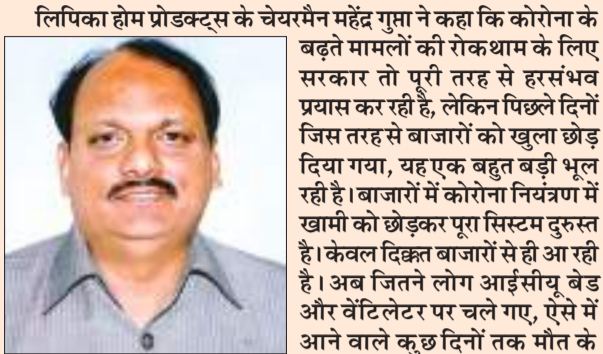 लिपिका होम प्रोडक्ट्स के चेयरमैन महेंद्र गुप्ता ने कहा कि कोरोना के
बढ़ते मामलों की रोकथाम के लिए
सरकार तो पूरी तरह से हरसंभव
प्रयास कर रही है, लेकिन पिछले दिनों
जिस तरह से बाजारों को खुला छोड़
दिया गया, यह एक बहुत बड़ी भूल
रही है। बाजारों में कोरोना नियंत्रण में
खामी को छोड़कर पूरा सिस्टम दुरुस्त
है। केवल दिक्कत बाजारों से ही आ रही
है। अब जितने लोग आईसीयू बेड
और वेंटिलेटर पर चले गए, ऐसे में
आने वाले कुछ दिनों तक मौत के